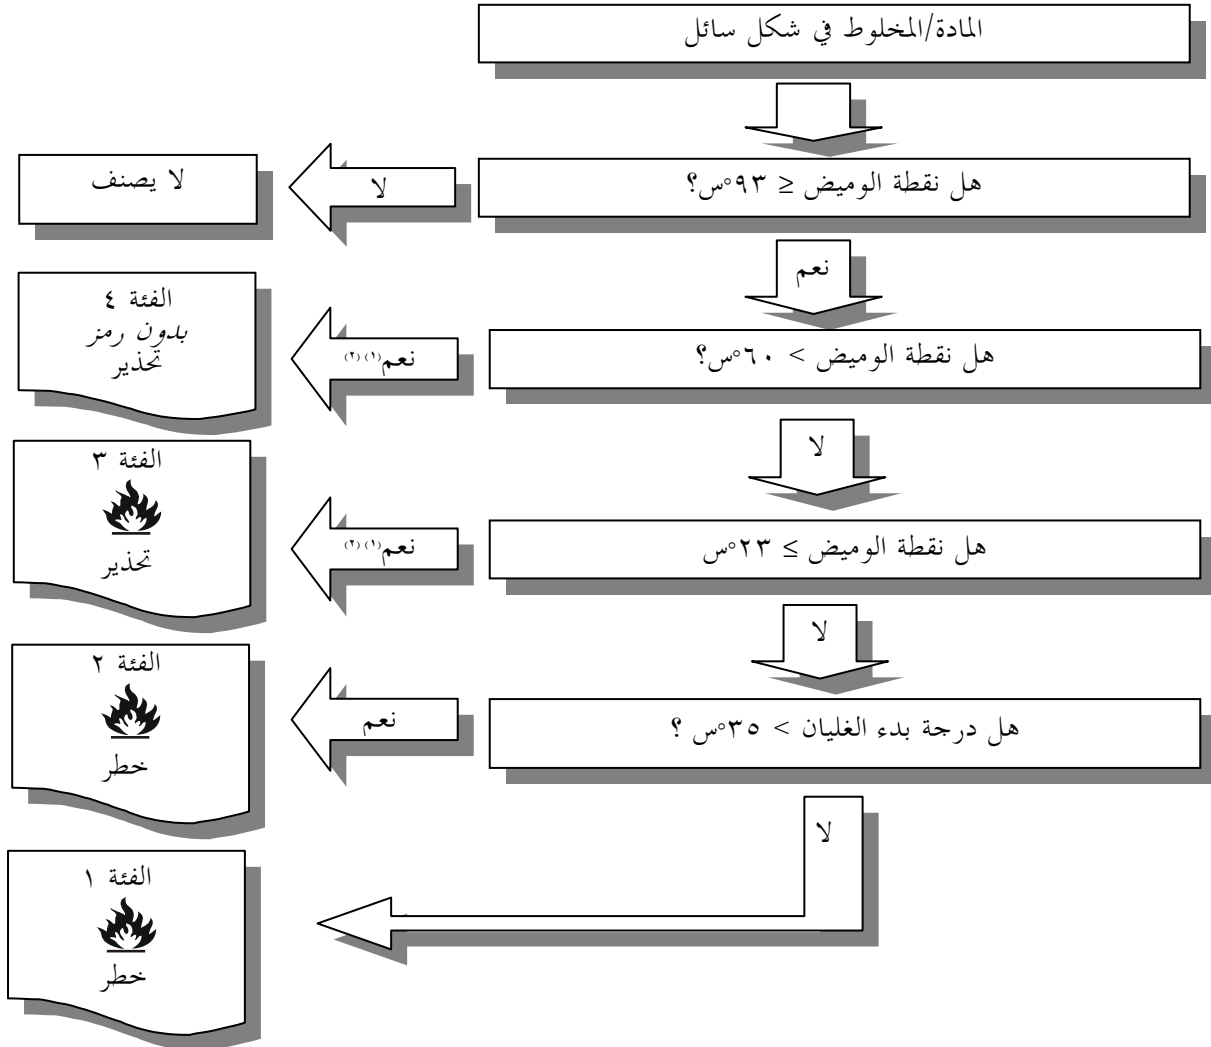 المادة/المخلوط في شكل سائل
هل نقطة الوميض ≤ ٩٣°س؟
لا
لا يصنف
نعم
هل نقطة الوميض > ٦٠°س؟
نعم(١) (٢)
الفئة ٤
بدون رمز
تحذير
لا
هل نقطة الوميض ≥ ٢٣°س
نعم(١) (٢)
الفئة ٣
تحذير
لا
هل درجة بدء الغليان > ٣٥°س ؟
نعم
الفئة ٢
خطر
لا
الفئة ١
خطر